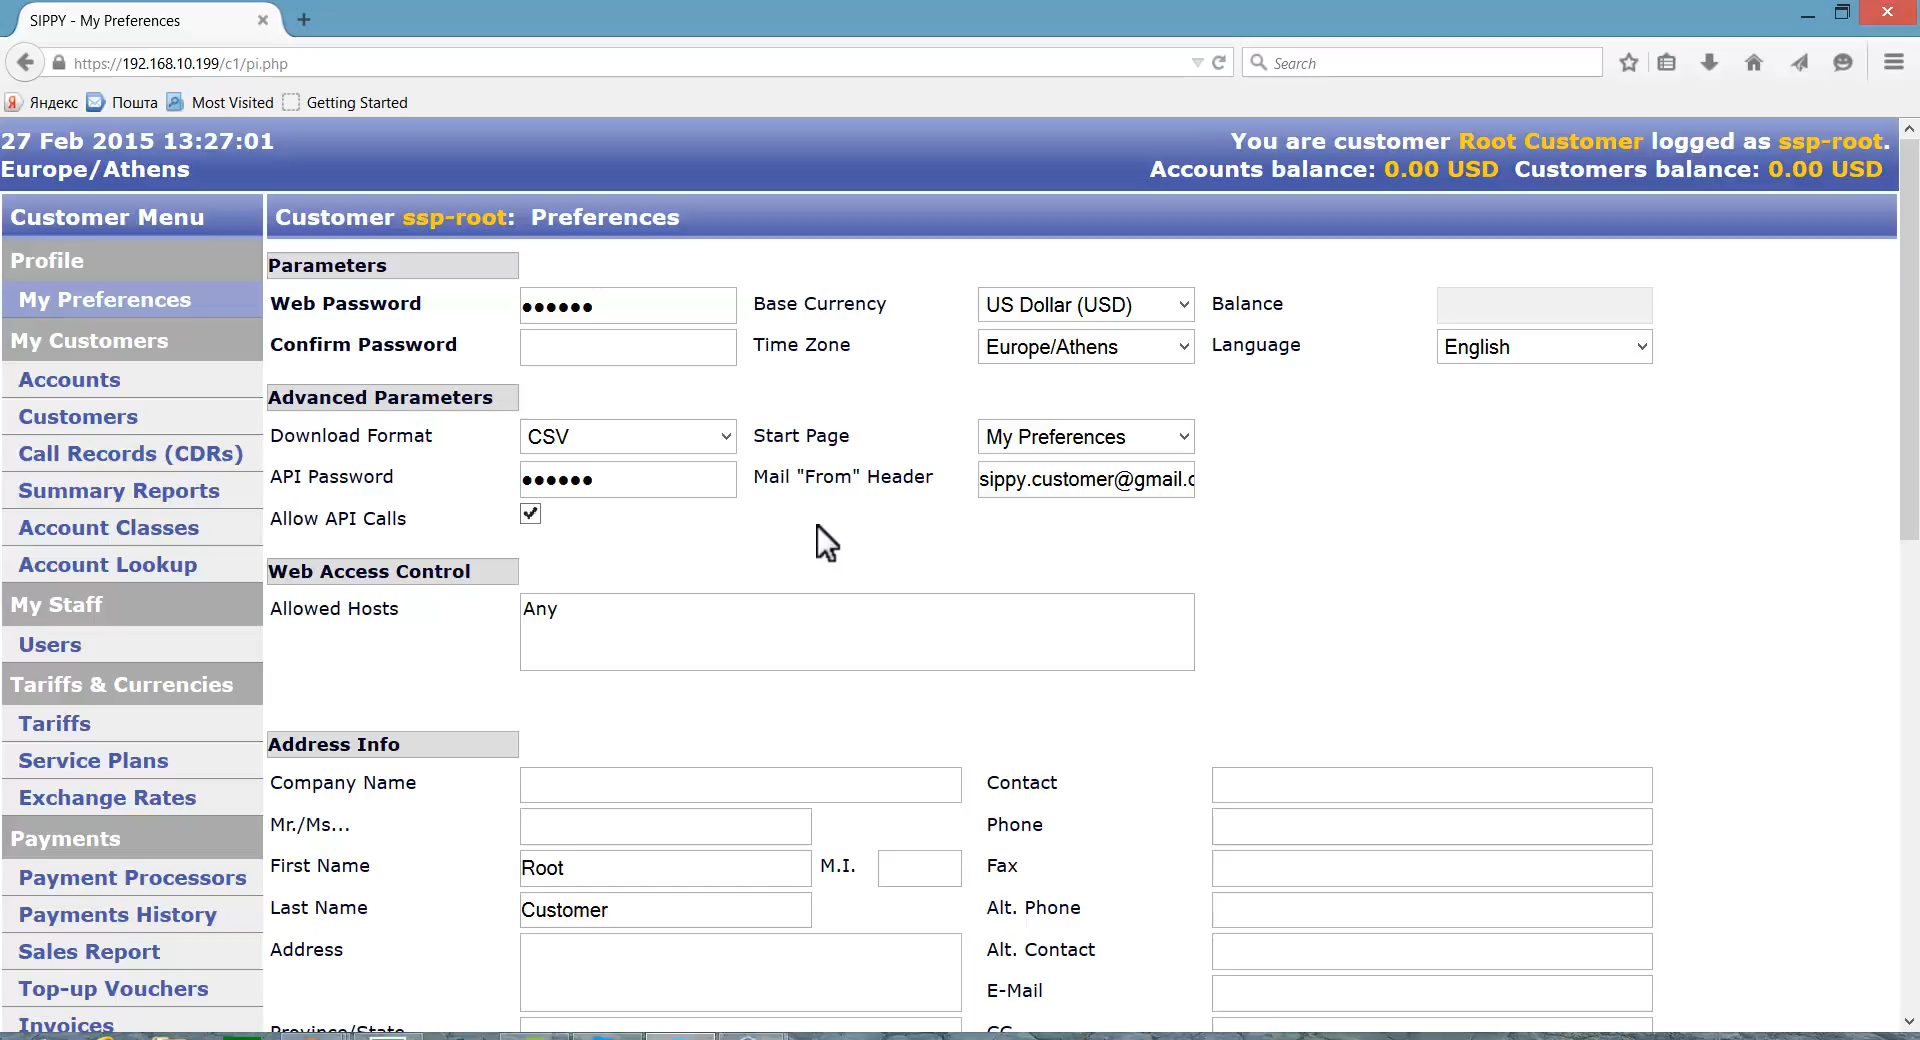 SIPPY - My Preferences
https://192.168.10.199/c1/pi.php
Search
Яндекс Пошта Most Visited Getting Started
27 Feb 2015 13:27:01
Europe/Athens
You are customer Root Customer logged as ssp-root.
Accounts balance: 0.00 USD Customers balance: 0.00 USD
Customer Menu
Profile
My Preferences
My Customers
Accounts
Customers
Call Records (CDRs)
Summary Reports
Account Classes
Account Lookup
My Staff
Users
Tariffs & Currencies
Tariffs
Service Plans
Exchange Rates
Payments
Payment Processors
Payments History
Sales Report
Top-up Vouchers
Invoices
Customer ssp-root: Preferences
Parameters
Web Password Base Currency US Dollar (USD) Balance
Confirm Password Time Zone Europe/Athens Language English
Advanced Parameters
Download Format CSV Start Page My Preferences
API Password Mail "From" Header sippy.customer@gmail.c
Allow API Calls
Web Access Control
Allowed Hosts Any
Address Info
Company Name Contact
Mr./Ms... Phone
First Name Root M.I. Fax
Last Name Customer Alt. Phone
Address Alt. Contact
E-Mail
Province/State CC